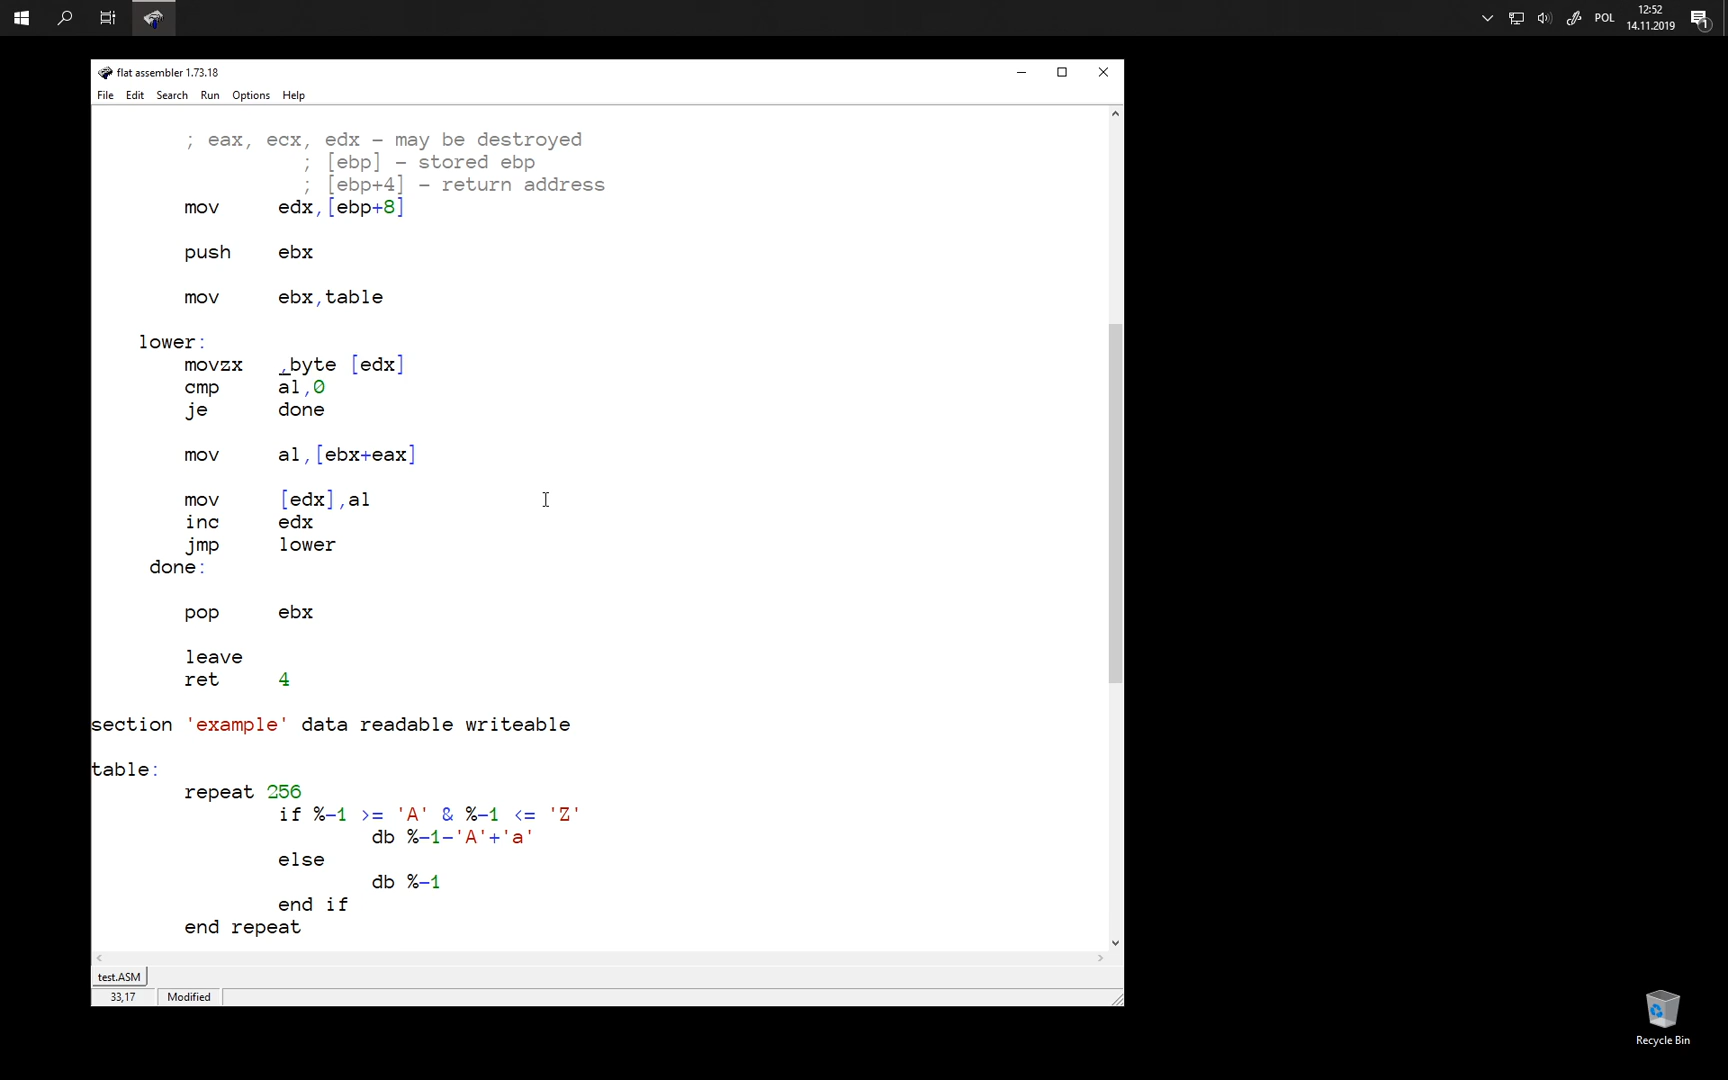 POL
12:52
14.11.2019
1
flat assembler 1.73.18
File Edit Search Run Options Help
; eax, ecx, edx - may be destroyed
; [ebp] - stored ebp
; [ebp+4] - return address
mov edx,[ebp+8]
push ebx
mov ebx,table
lower:
movzx ,byte [edx]
cmp al,0
je done
mov al,[ebx+eax]
mov [edx],al
inc edx
jmp lower
done:
pop ebx
leave
ret 4
section 'example' data readable writeable
table:
repeat 256
if %-1 >= 'A' & %-1 <= 'Z'
db %-1-'A'+'a'
else
db %-1
end if
end repeat
test.ASM
33,17 Modified
Recycle Bin